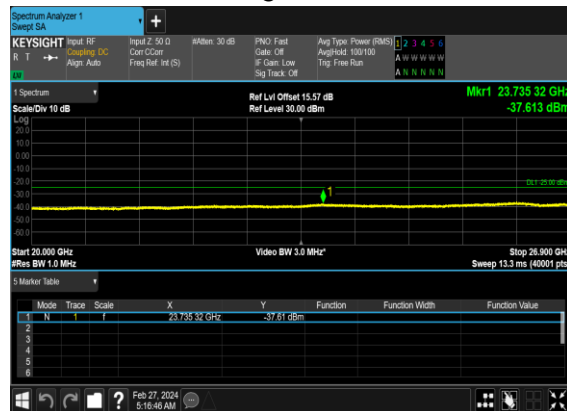 Spectrum Analyzer 1
Swept SA
+
KEYSIGHT Input: RF Input Z: 50 Ω #Atten: 30 dB PNO: Fast Avg Type: Power (RMS) 1 2 3 4 5 6
R T Coupling: DC Corr CCorr Gate: Off Avg|Hold: 100/100 A W W W W W
Align: Auto Freq Ref: Int (S) IF Gain: Low Trig: Free Run
LXI Sig Track: Off A N N N N N
1 Spectrum Ref Lvl Offset 15.57 dB Mkr1 23.735 32 GHz
Scale/Div 10 dB Ref Level 30.00 dBm -37.613 dBm
Log
20.0
10.0
0.00
-10.0
-20.0
DL1 -25.00 dBm
-30.0
1
-40.0
-50.0
-60.0
Start 20.000 GHz Video BW 3.0 MHz* Stop 26.900 GHz
#Res BW 1.0 MHz Sweep 13.3 ms (40001 pts)
5 Marker Table
Mode Trace Scale X Y Function Function Width Function Value
1 N 1 f 23.735 32 GHz -37.61 dBm
2
3
4
5
6
? Feb 27, 2024
5:16:46 AM